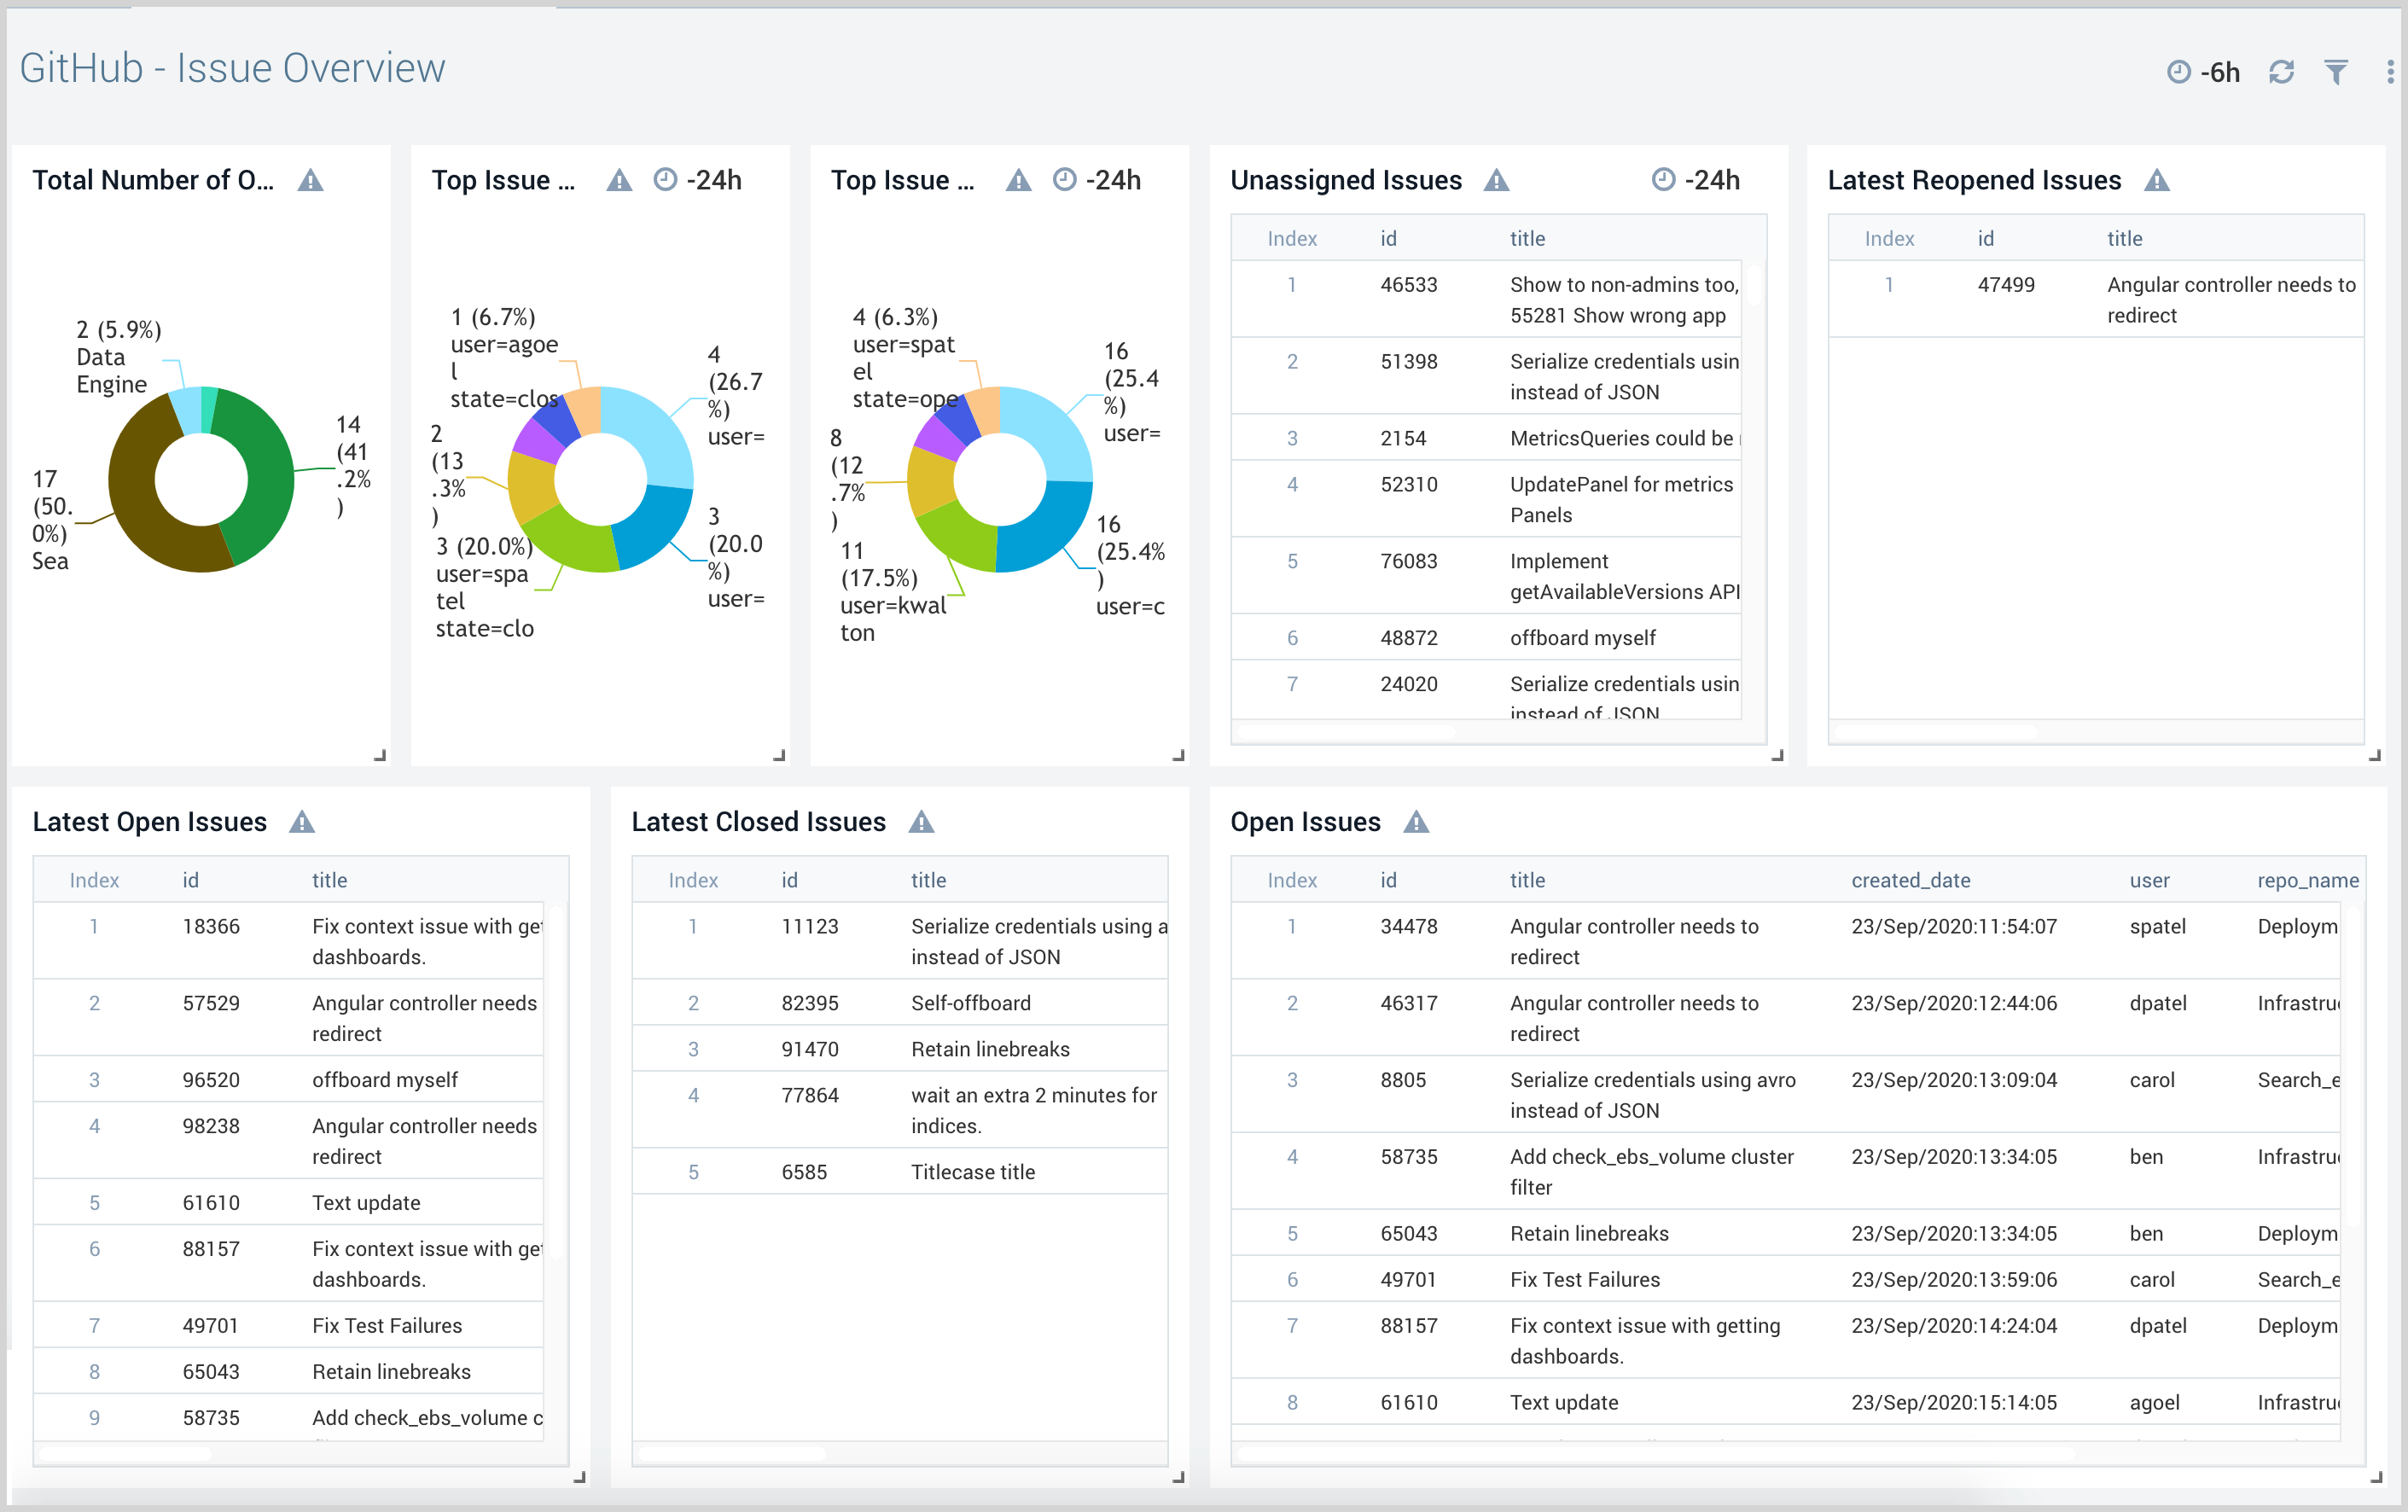 GitHub - Issue Overview
-6h
Total Number of O...
2 (5.9%)
Data
Engine
14
(41
.2%
)
17
(50.
0%)
Sea
Top Issue ...
-24h
1 (6.7%)
user=agoe
l
state=clos
4
(26.7
%)
user=
2
(13
.3%
)
3 (20.0%)
user=spa
tel
state=clo
3
(20.0
%)
user=
Top Issue ...
-24h
4 (6.3%)
user=spat
el
state=ope
16
(25.4
%)
user=
8
(12
.7%
)
11
(17.5%)
user=kwal
ton
16
(25.4%
)
user=c
Unassigned Issues
-24h
Index id title
1 46533 Show to non-admins too,
55281 Show wrong app
2 51398 Serialize credentials usin
instead of JSON
3 2154 MetricsQueries could be
4 52310 UpdatePanel for metrics
Panels
5 76083 Implement
getAvailableVersions API
6 48872 offboard myself
7 24020 Serialize credentials usin
instead of JSON
Latest Reopened Issues
Index id title
1 47499 Angular controller needs to
redirect
Latest Open Issues
Index id title
1 18366 Fix context issue with get
dashboards.
2 57529 Angular controller needs
redirect
3 96520 offboard myself
4 98238 Angular controller needs
redirect
5 61610 Text update
6 88157 Fix context issue with get
dashboards.
7 49701 Fix Test Failures
8 65043 Retain linebreaks
9 58735 Add check_ebs_volume c
Latest Closed Issues
Index id title
1 11123 Serialize credentials using a
instead of JSON
2 82395 Self-offboard
3 91470 Retain linebreaks
4 77864 wait an extra 2 minutes for
indices.
5 6585 Titlecase title
Open Issues
Index id title created_date user repo_name
1 34478 Angular controller needs to 23/Sep/2020:11:54:07 spatel Deploym
redirect
2 46317 Angular controller needs to 23/Sep/2020:12:44:06 dpatel Infrastru
redirect
3 8805 Serialize credentials using avro 23/Sep/2020:13:09:04 carol Search_e
instead of JSON
4 58735 Add check_ebs_volume cluster 23/Sep/2020:13:34:05 ben Infrastru
filter
5 65043 Retain linebreaks 23/Sep/2020:13:34:05 ben Deploym
6 49701 Fix Test Failures 23/Sep/2020:13:59:06 carol Search_e
7 88157 Fix context issue with getting 23/Sep/2020:14:24:04 dpatel Deploym
dashboards.
8 61610 Text update 23/Sep/2020:15:14:05 agoel Infrastru